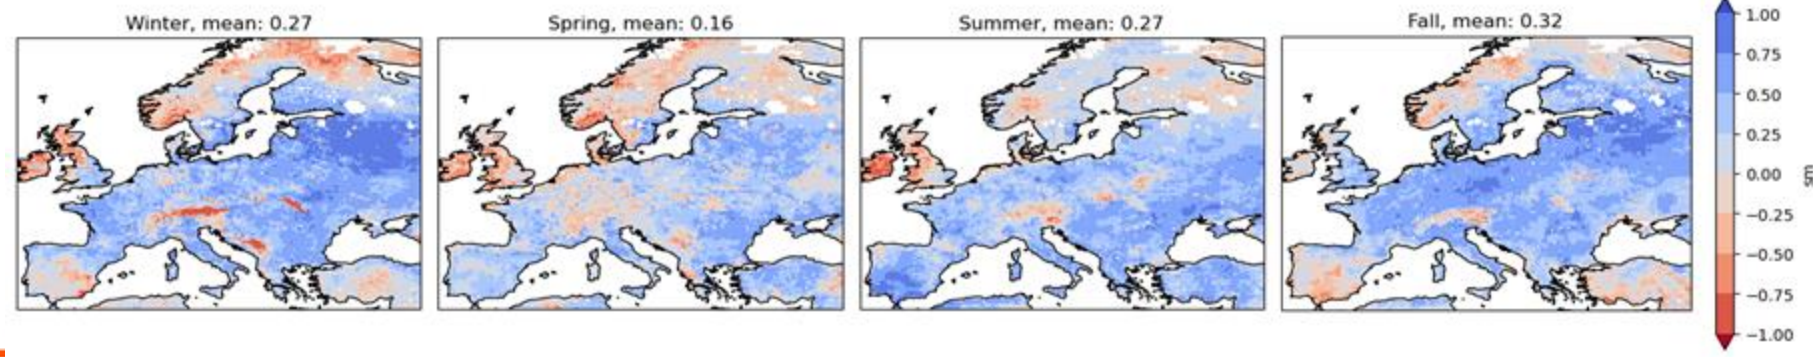 Winter, mean: 0.27
Spring, mean: 0.16
Summer, mean: 0.27
Fall, mean: 0.32
1.00
0.75
0.50
0.25
0.00
−0.25
−0.50
−0.75
−1.00
sm